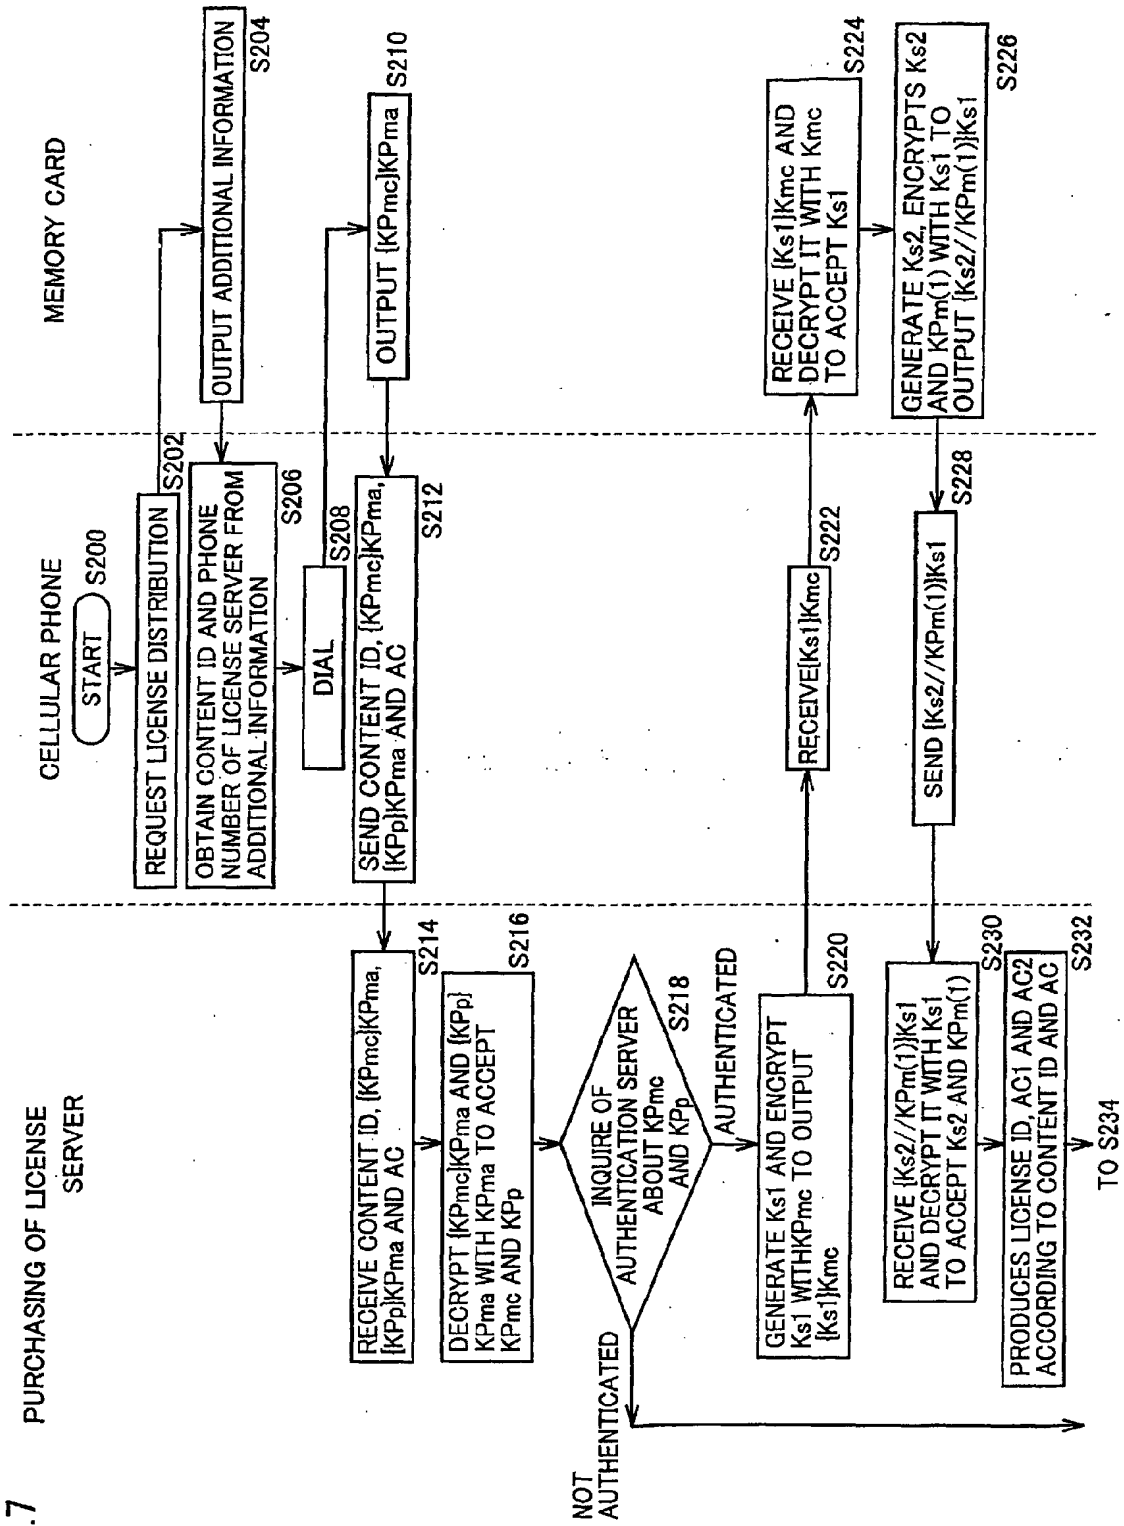 .7
PURCHASING OF LICENSE
SERVER
CELLULAR PHONE
MEMORY CARD
START
S200
REQUEST LICENSE DISTRIBUTION
S202
OUTPUT ADDITIONAL INFORMATION
S204
OBTAIN CONTENT ID AND PHONE
NUMBER OF LICENSE SERVER FROM
ADDITIONAL INFORMATION
S206
DIAL
S208
OUTPUT {KPmc}KPma
S210
SEND CONTENT ID, {KPmc}KPma,
{KPp}KPma AND AC
S212
RECEIVE CONTENT ID, {KPmc}KPma,
{KPp}KPma AND AC
S214
DECRYPT {KPmc}KPma AND {KPp}
KPma WITH KPma TO ACCEPT
KPmc AND KPp
S216
INQUIRE OF
AUTHENTICATION SERVER
ABOUT KPmc
AND KPp
S218
NOT
AUTHENTICATED
AUTHENTICATED
GENERATE Ks1 AND ENCRYPT
Ks1 WITHKPmc TO OUTPUT
{Ks1}Kmc
S220
RECEIVE{Ks1}Kmc
S222
RECEIVE {Ks1}Kmc AND
DECRYPT IT WITH Kmc
TO ACCEPT Ks1
S224
GENERATE Ks2, ENCRYPTS Ks2
AND KPm(1) WITH Ks1 TO
OUTPUT {Ks2//KPm(1)}Ks1
S226
SEND {Ks2//KPm(1)}Ks1
S228
RECEIVE {Ks2//KPm(1)}Ks1
AND DECRYPT IT WITH Ks1
TO ACCEPT Ks2 AND KPm(1)
S230
PRODUCES LICENSE ID, AC1 AND AC2
ACCORDING TO CONTENT ID AND AC
S232
TO S234